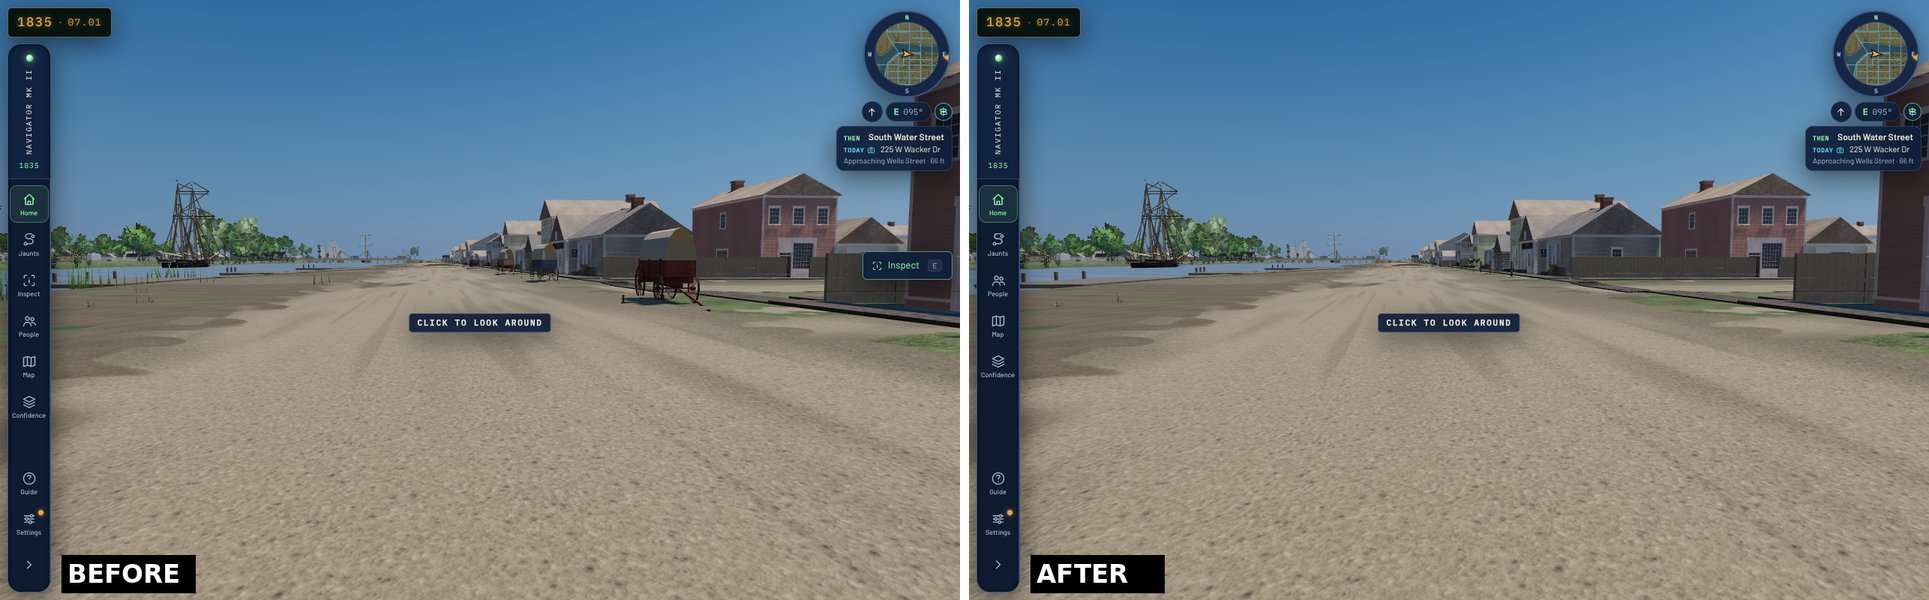 1835 · 07.01
NAVIGATOR MK II
1835
Home
Jaunts
Inspect
People
Map
Confidence
Guide
Settings
N
W
E
S
E 095°
THEN South Water Street
TODAY 225 W Wacker Dr
Approaching Wells Street · 66 ft
Inspect E
CLICK TO LOOK AROUND
BEFORE
1835 · 07.01
NAVIGATOR MK II
1835
Home
Jaunts
People
Map
Confidence
Guide
Settings
N
W
E
S
E 095°
THEN South Water Street
TODAY 225 W Wacker Dr
Approaching Wells Street · 66 ft
CLICK TO LOOK AROUND
AFTER